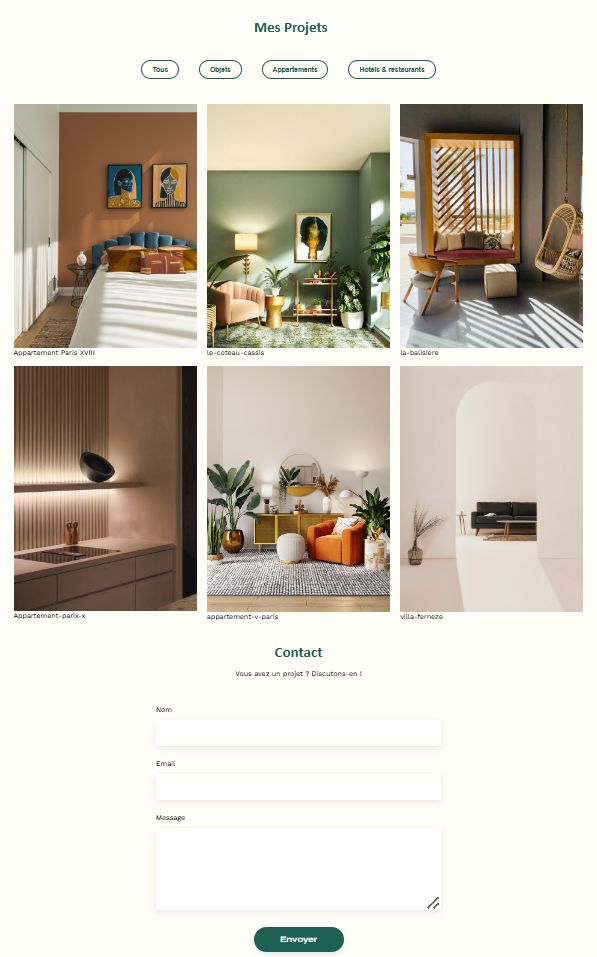 Mes Projets
Tous
Objets
Appartements
Hotels & restaurants
Appartement Paris XVIII
le-coteau-cassis
la-balisiere
Appartement-parix-x
appartement-v-paris
villa-ferneze
Contact
Vous avez un projet ? Discutons-en !
Nom
Email
Message
Envoyer